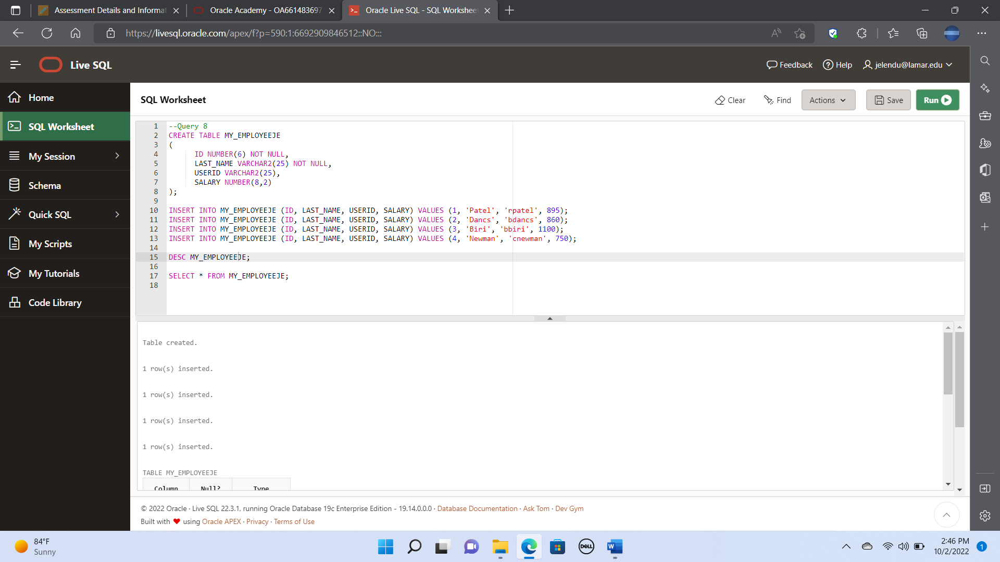 Assessment Details and Informat
Oracle Academy - OA661483697
Oracle Live SQL - SQL Workshee
https://livesql.oracle.com/apex/f?p=590:1:6692909846512::NO:::
Live SQL
Feedback
Help
jelendu@lamar.edu
Home
SQL Worksheet
My Session
Schema
Quick SQL
My Scripts
My Tutorials
Code Library
SQL Worksheet
Clear
Find
Actions
Save
Run
1 --Query 8
2 CREATE TABLE MY_EMPLOYEEJE
3 (
4 ID NUMBER(6) NOT NULL,
5 LAST_NAME VARCHAR2(25) NOT NULL,
6 USERID VARCHAR2(25),
7 SALARY NUMBER(8,2)
8 );
9
10 INSERT INTO MY_EMPLOYEEJE (ID, LAST_NAME, USERID, SALARY) VALUES (1, 'Patel', 'rpatel', 895);
11 INSERT INTO MY_EMPLOYEEJE (ID, LAST_NAME, USERID, SALARY) VALUES (2, 'Dancs', 'bdancs', 860);
12 INSERT INTO MY_EMPLOYEEJE (ID, LAST_NAME, USERID, SALARY) VALUES (3, 'Biri', 'bbiri', 1100);
13 INSERT INTO MY_EMPLOYEEJE (ID, LAST_NAME, USERID, SALARY) VALUES (4, 'Newman', 'cnewman', 750);
14
15 DESC MY_EMPLOYEEJE;
16
17 SELECT * FROM MY_EMPLOYEEJE;
18
Table created.
1 row(s) inserted.
1 row(s) inserted.
1 row(s) inserted.
1 row(s) inserted.
TABLE MY_EMPLOYEEJE
Column Null? Type
© 2022 Oracle · Live SQL 22.3.1, running Oracle Database 19c Enterprise Edition - 19.14.0.0.0 · Database Documentation · Ask Tom · Dev Gym
Built with ❤ using Oracle APEX · Privacy · Terms of Use
84°F
Sunny
DELL
W
2:46 PM
10/2/2022
1